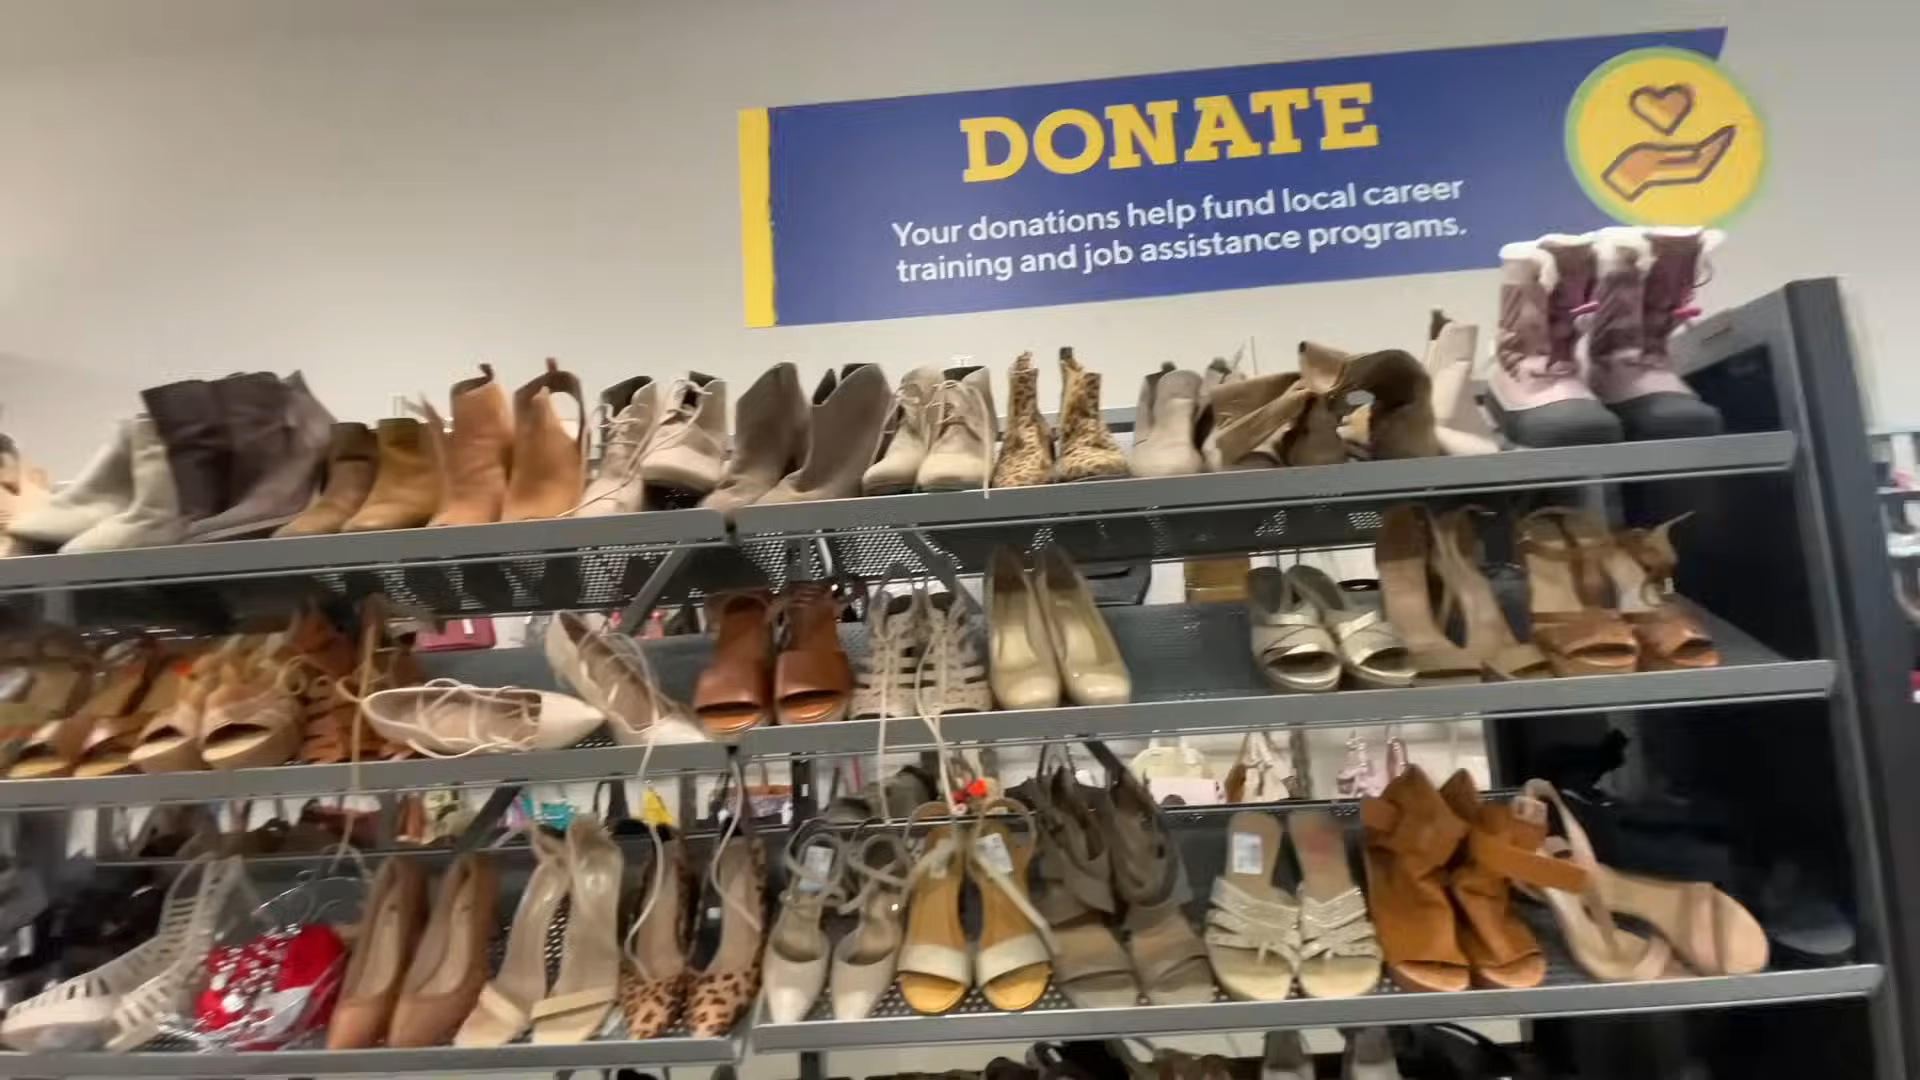 DONATE
Your donations help fund local career
training and job assistance programs.